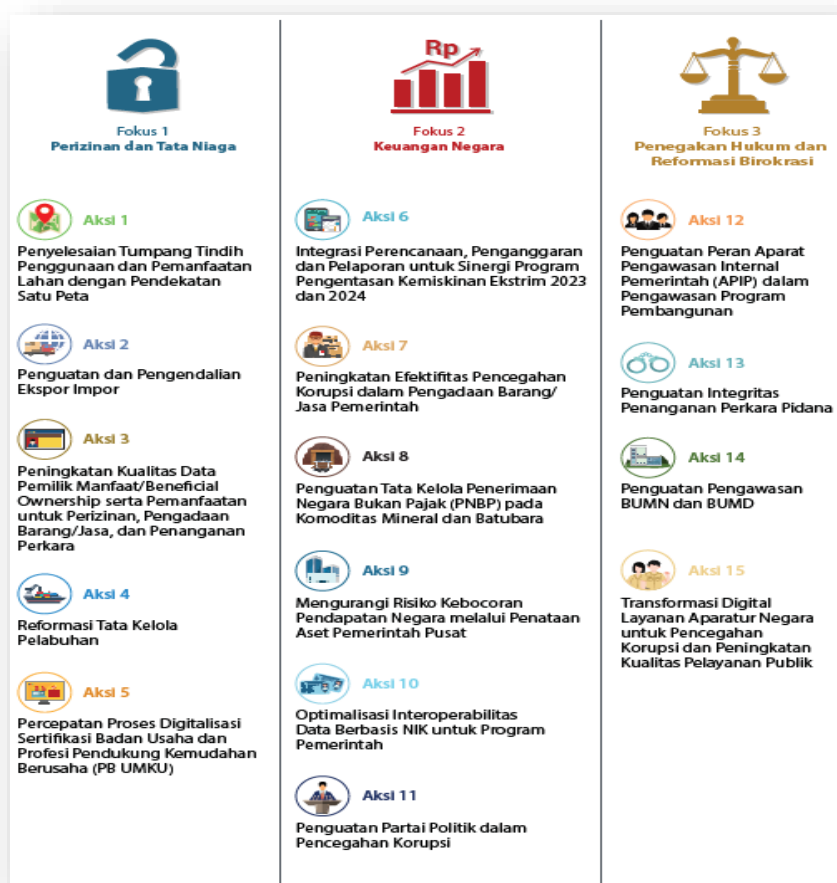 Fokus 1
Perizinan dan Tata Niaga
Aksi 1
Penyelesaian Tumpang Tindih
Penggunaan dan Pemanfaatan
Lahan dengan Pendekatan
Satu Peta
Aksi 2
Penguatan dan Pengendalian
Ekspor Impor
Aksi 3
Peningkatan Kualitas Data
Pemilik Manfaat/Beneficial
Ownership serta Pemanfaatan
untuk Perizinan, Pengadaan
Barang/Jasa, dan Penanganan
Perkara
Aksi 4
Reformasi Tata Kelola
Pelabuhan
Aksi 5
Percepatan Proses Digitalisasi
Sertifikasi Badan Usaha dan
Profesi Pendukung Kemudahan
Berusaha (PB UMKU)
Rp
Fokus 2
Keuangan Negara
Aksi 6
Integrasi Perencanaan, Penganggaran
dan Pelaporan untuk Sinergi Program
Pengentasan Kemiskinan Ekstrim 2023
dan 2024
Aksi 7
Peningkatan Efektifitas Pencegahan
Korupsi dalam Pengadaan Barang/
Jasa Pemerintah
Aksi 8
Penguatan Tata Kelola Penerimaan
Negara Bukan Pajak (PNBP) pada
Komoditas Mineral dan Batubara
Aksi 9
Mengurangi Risiko Kebocoran
Pendapatan Negara melalui Penataan
Aset Pemerintah Pusat
Aksi 10
Optimalisasi Interoperabilitas
Data Berbasis NIK untuk Program
Pemerintah
Aksi 11
Penguatan Partai Politik dalam
Pencegahan Korupsi
Fokus 3
Penegakan Hukum dan
Reformasi Birokrasi
Aksi 12
Penguatan Peran Aparat
Pengawasan Internal
Pemerintah (APIP) dalam
Pengawasan Program
Pembangunan
Aksi 13
Penguatan Integritas
Penanganan Perkara Pidana
Aksi 14
Penguatan Pengawasan
BUMN dan BUMD
Aksi 15
Transformasi Digital
Layanan Aparatur Negara
untuk Pencegahan
Korupsi dan Peningkatan
Kualitas Pelayanan Publik